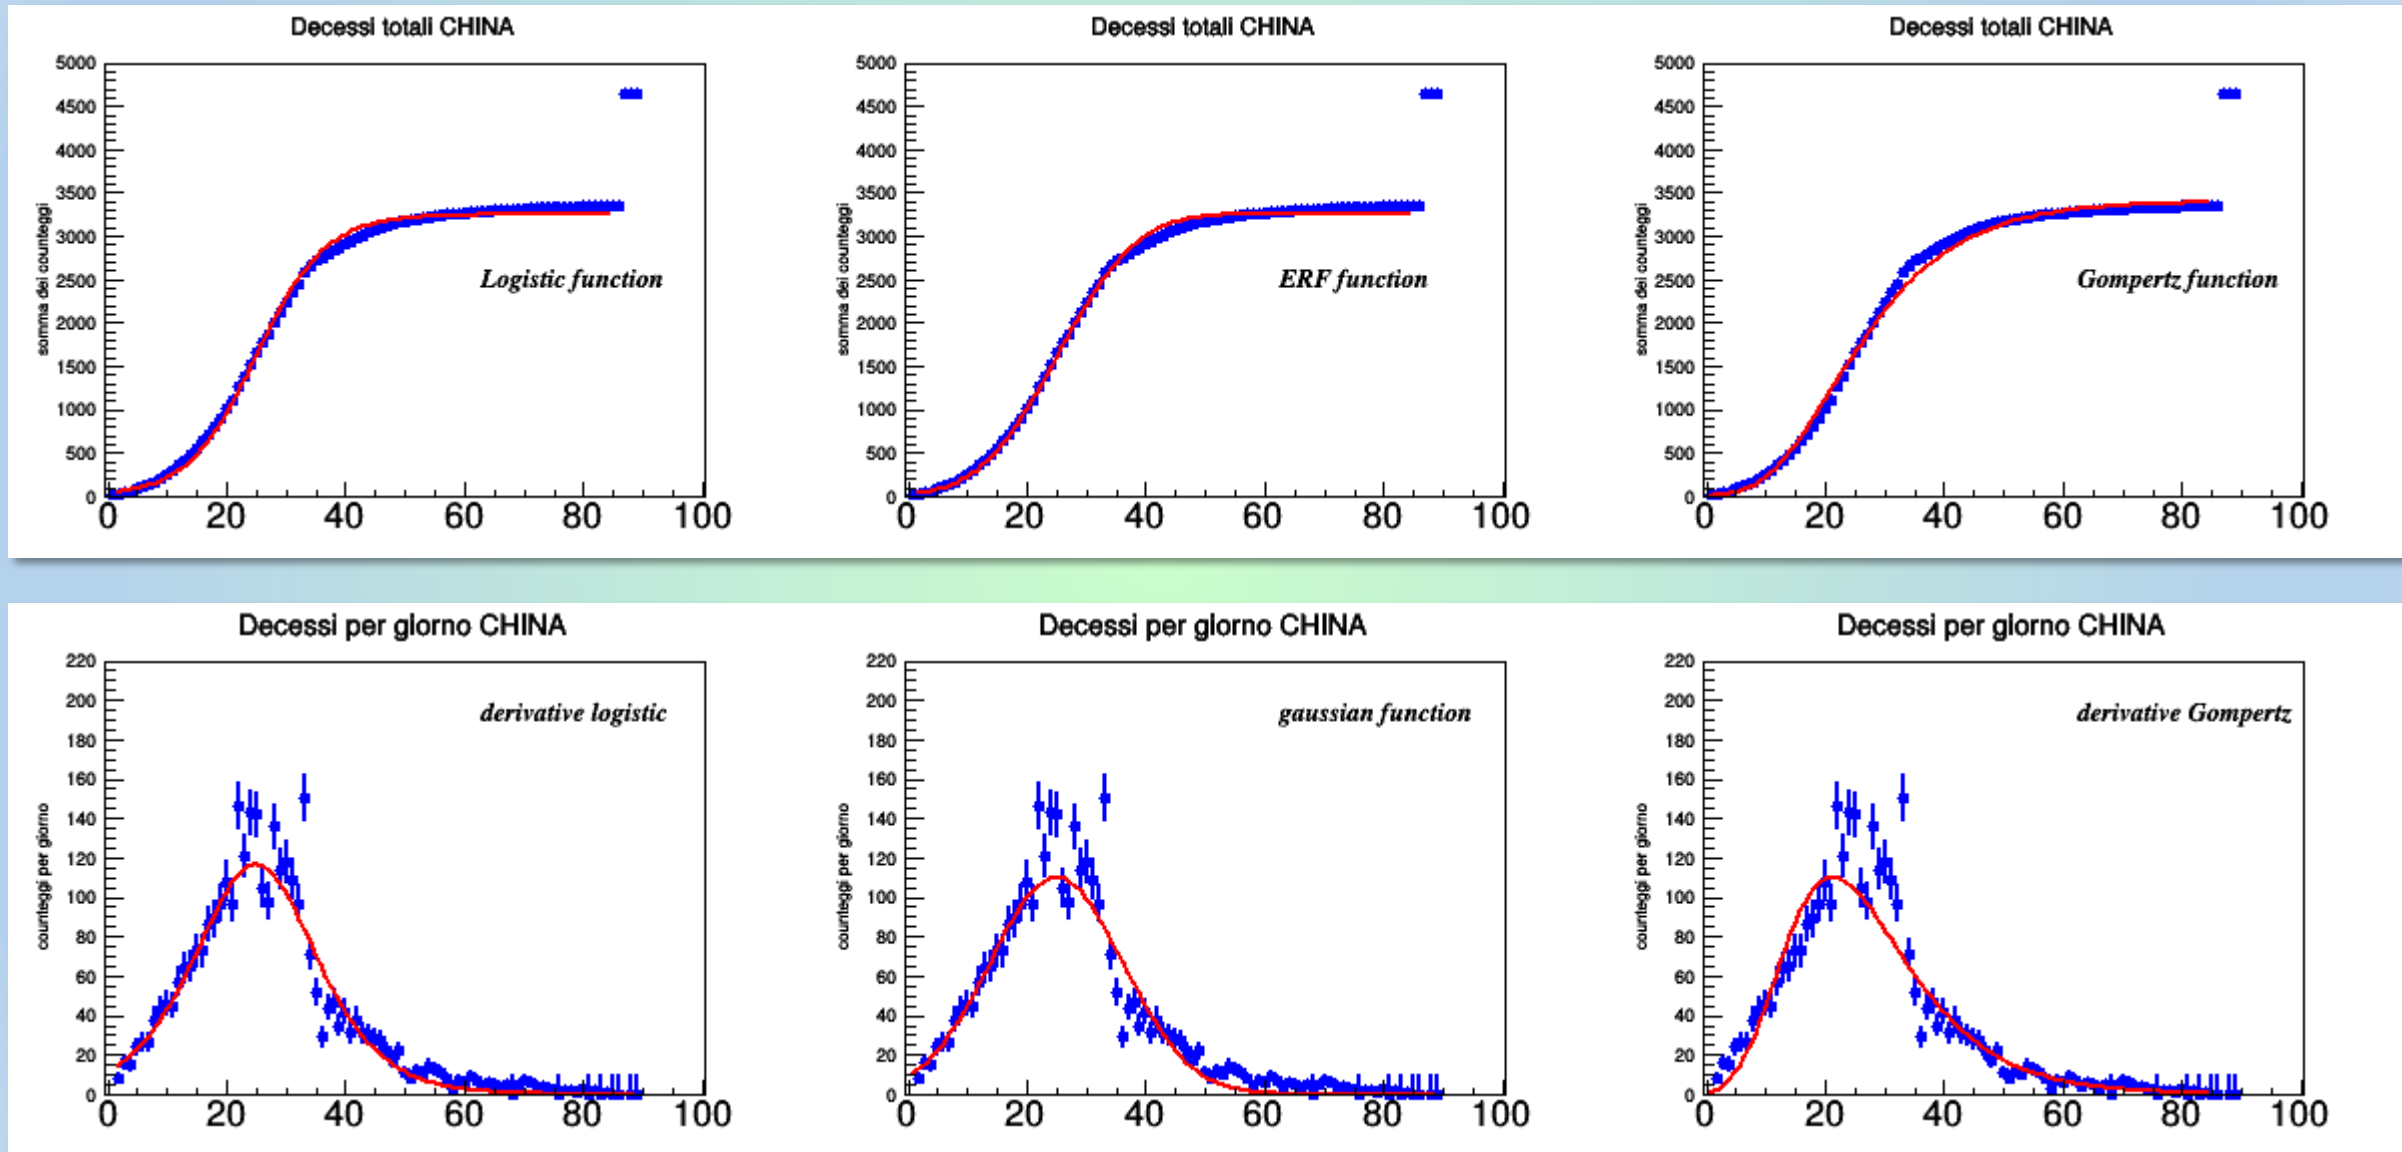 Decessi totali CHINA
somma dei counteggi
5000
4500
4000
3500
3000
2500
2000
1500
1000
500
0
Logistic function
0 20 40 60 80 100
Decessi totali CHINA
somma dei counteggi
5000
4500
4000
3500
3000
2500
2000
1500
1000
500
0
ERF function
0 20 40 60 80 100
Decessi totali CHINA
somma dei counteggi
5000
4500
4000
3500
3000
2500
2000
1500
1000
500
0
Gompertz function
0 20 40 60 80 100
Decessi per giorno CHINA
counteggi per giorno
220
200
180
160
140
120
100
80
60
40
20
0
derivative logistic
0 20 40 60 80 100
Decessi per giorno CHINA
counteggi per giorno
220
200
180
160
140
120
100
80
60
40
20
0
gaussian function
0 20 40 60 80 100
Decessi per giorno CHINA
counteggi per giorno
220
200
180
160
140
120
100
80
60
40
20
0
derivative Gompertz
0 20 40 60 80 100